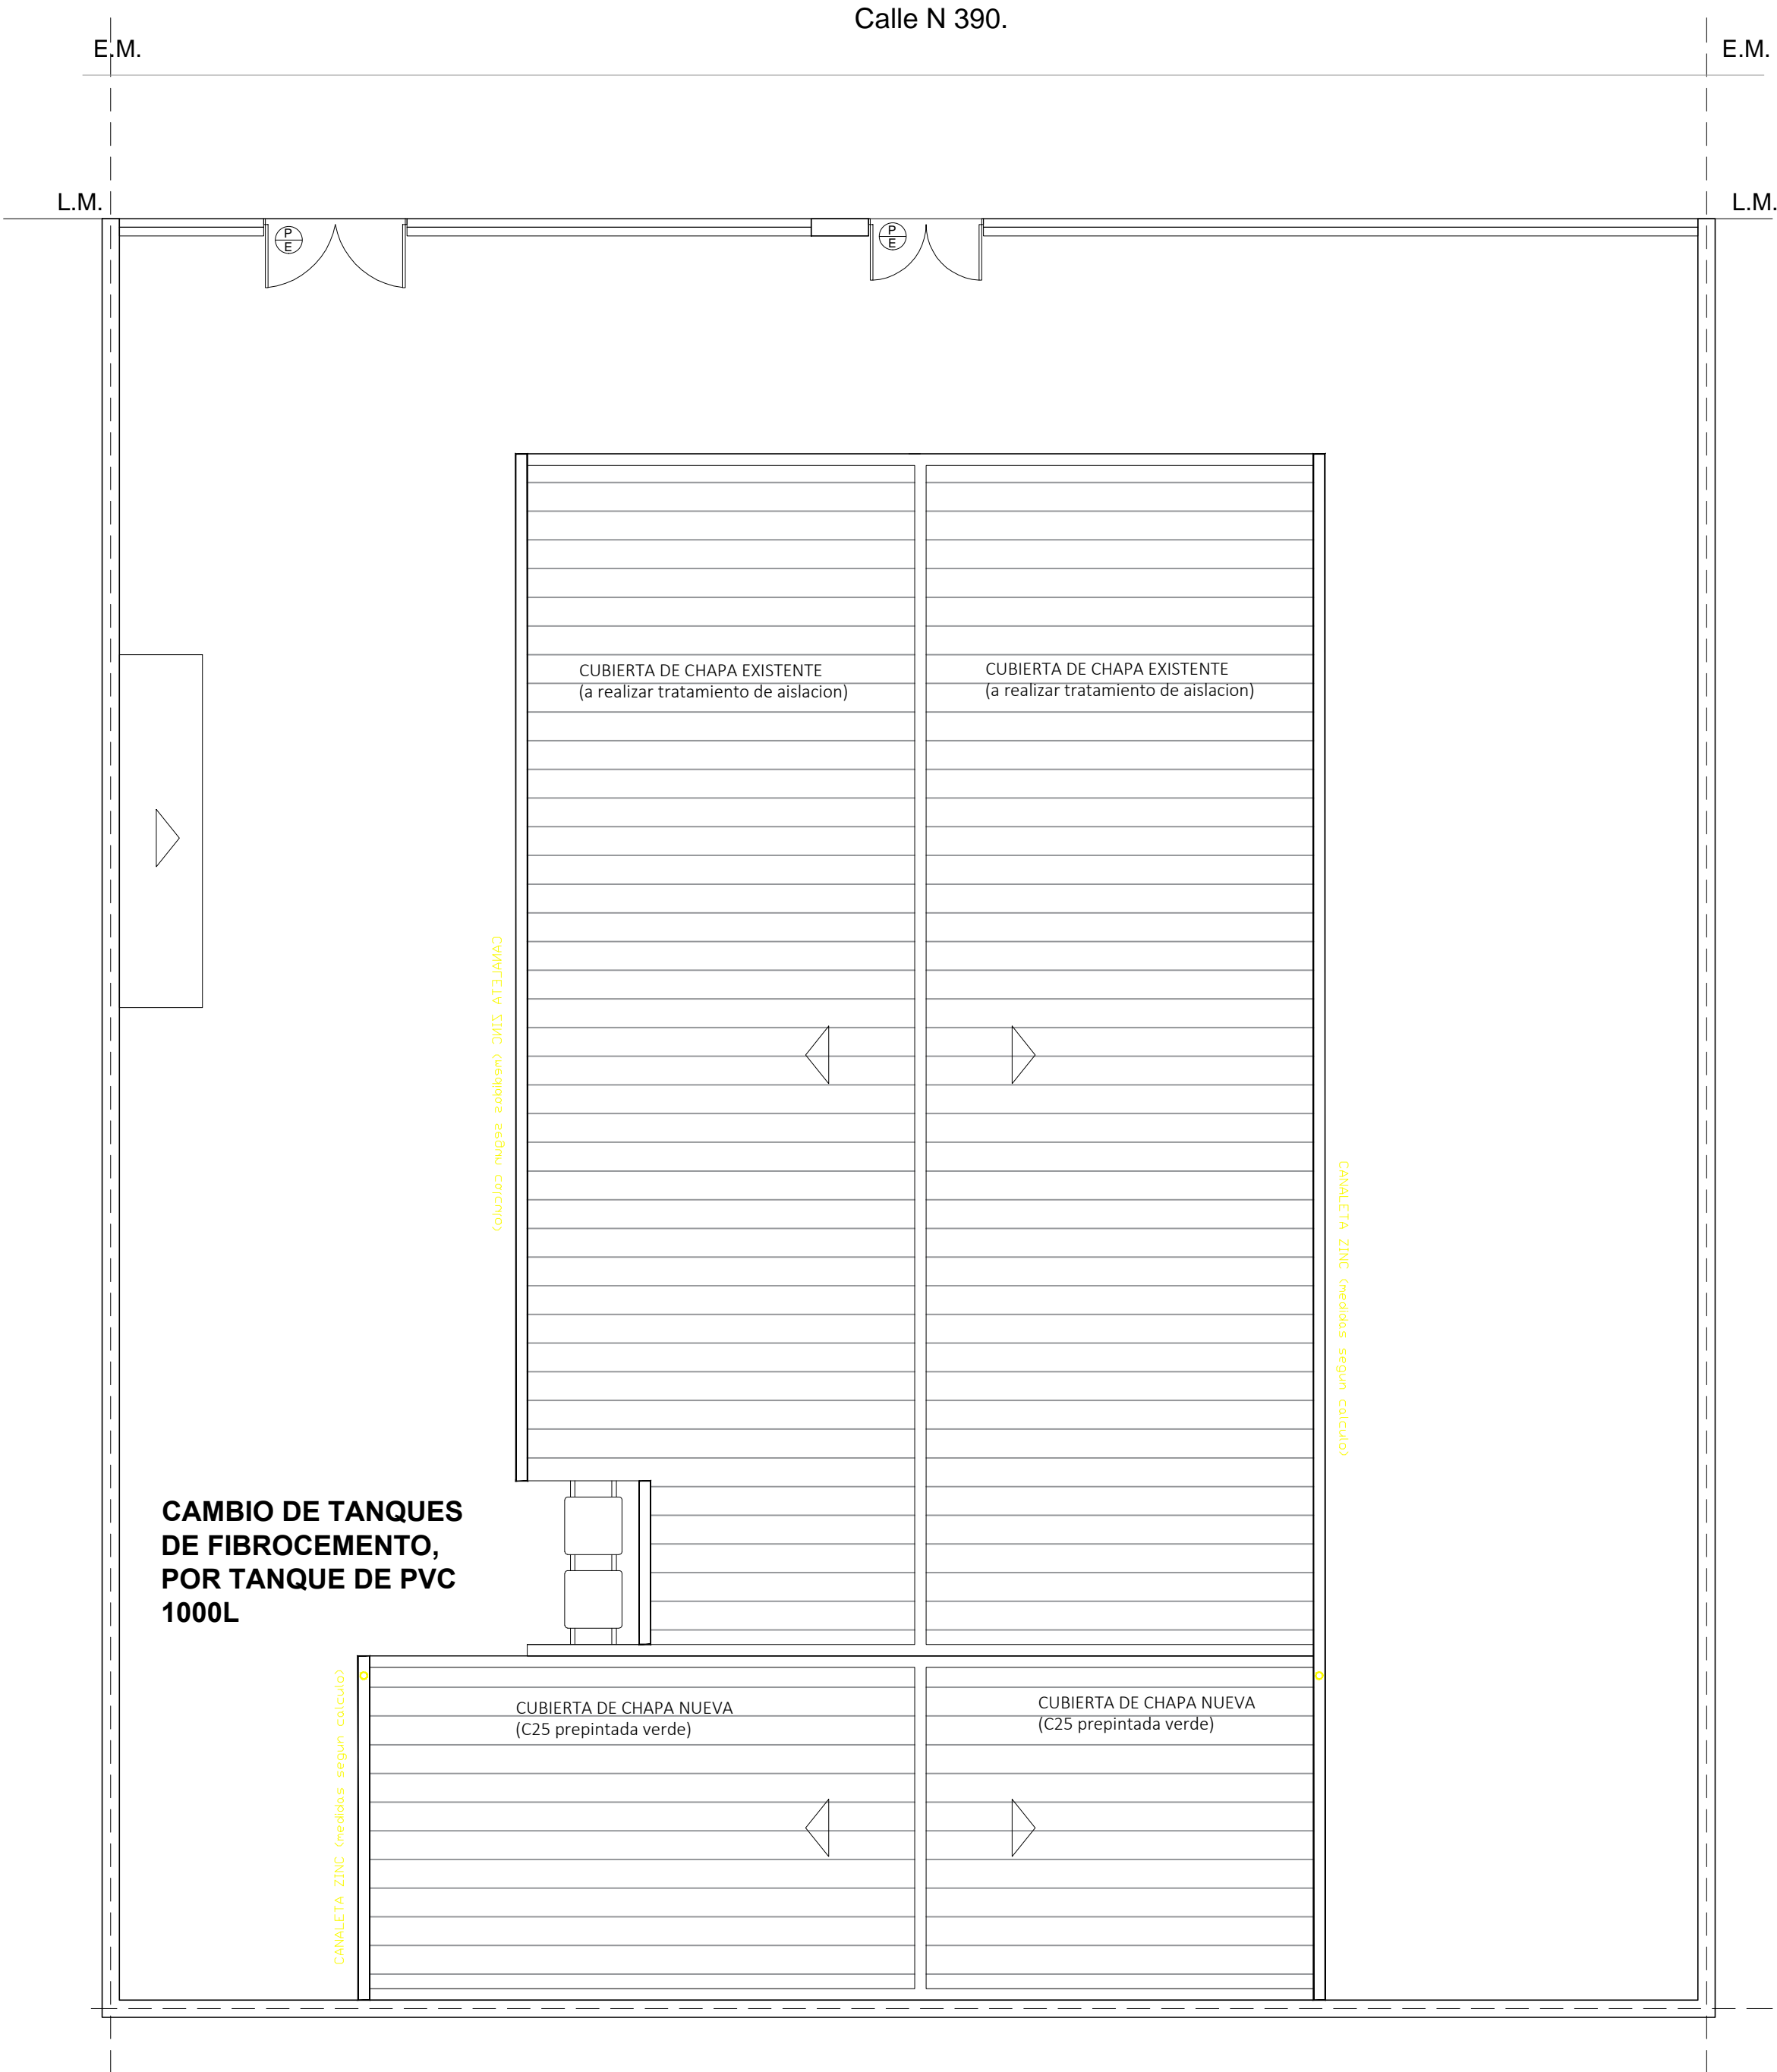 Calle N 390.
E.M.
E.M.
L.M.
L.M.
P
E
P
E
CUBIERTA DE CHAPA EXISTENTE
(a realizar tratamiento de aislacion)
CUBIERTA DE CHAPA EXISTENTE
(a realizar tratamiento de aislacion)
CANALETA ZINC (medidas segun calculo)
CANALETA ZINC (medidas segun calculo)
CAMBIO DE TANQUES
DE FIBROCEMENTO,
POR TANQUE DE PVC
1000L
CANALETA ZINC (medidas segun calculo)
CUBIERTA DE CHAPA NUEVA
(C25 prepintada verde)
CUBIERTA DE CHAPA NUEVA
(C25 prepintada verde)